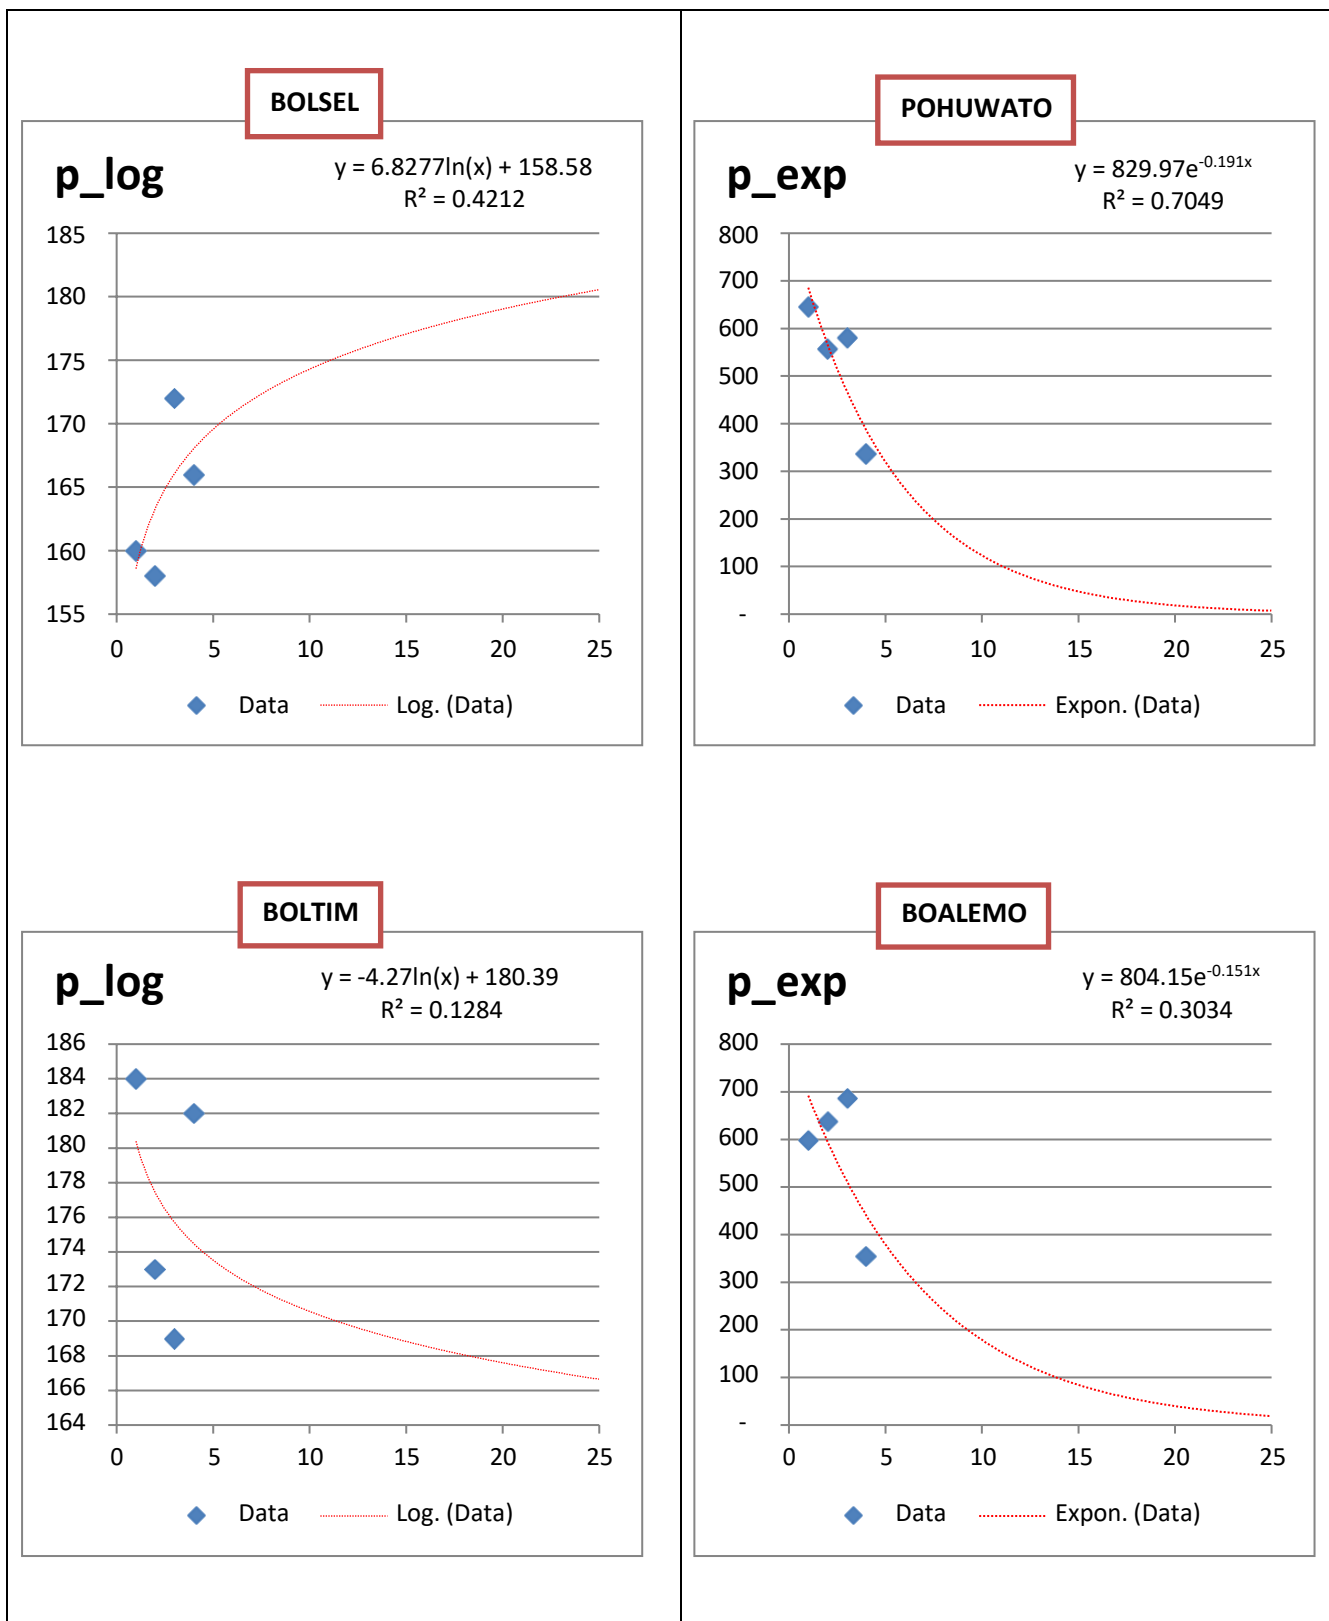 BOLSEL
p_log
y = 6.8277ln(x) + 158.58
R² = 0.4212
185
180
175
170
165
160
155
0 5 10 15 20 25
Data Log. (Data)
POHUWATO
p_exp
y = 829.97e^-0.191x
R² = 0.7049
800
700
600
500
400
300
200
100
-
0 5 10 15 20 25
Data Expon. (Data)
BOLTIM
p_log
y = -4.27ln(x) + 180.39
R² = 0.1284
186
184
182
180
178
176
174
172
170
168
166
164
0 5 10 15 20 25
Data Log. (Data)
BOALEMO
p_exp
y = 804.15e^-0.151x
R² = 0.3034
800
700
600
500
400
300
200
100
-
0 5 10 15 20 25
Data Expon. (Data)